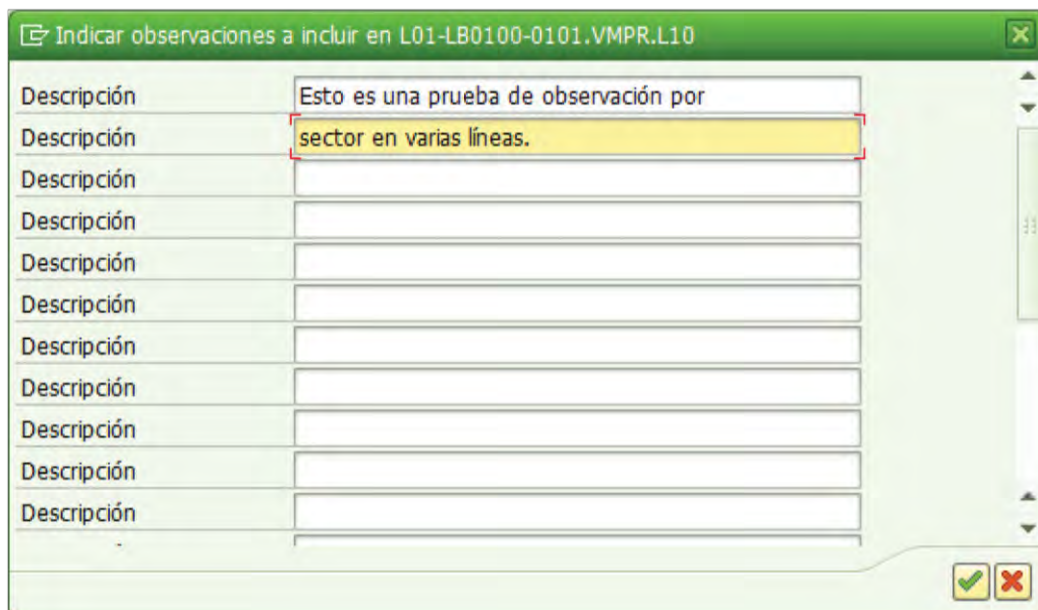 Indicar observaciones a incluir en L01-LB0100-0101.VMPR.L10
Descripción Esto es una prueba de observación por
Descripción sector en varias líneas.
Descripción
Descripción
Descripción
Descripción
Descripción
Descripción
Descripción
Descripción
Descripción